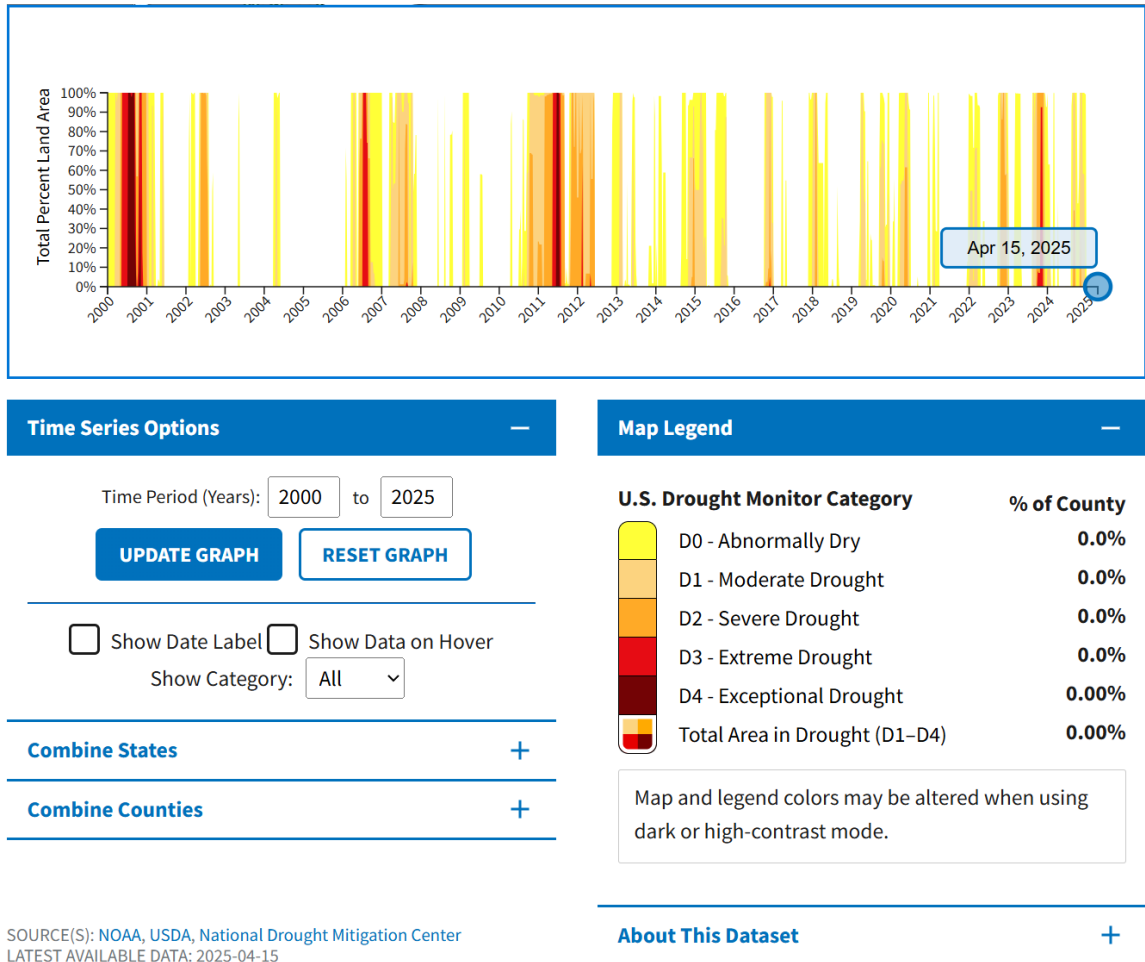 Total Percent Land Area
100%
90%
80%
70%
60%
50%
40%
30%
20%
10%
0%
Apr 15, 2025
2000 2001 2002 2003 2004 2005 2006 2007 2008 2009 2010 2011 2012 2013 2014 2015 2016 2017 2018 2019 2020 2021 2022 2023 2024 2025
Time Series Options
Time Period (Years): 2000 to 2025
UPDATE GRAPH RESET GRAPH
Show Date Label Show Data on Hover
Show Category: All
Combine States
Combine Counties
SOURCE(S): NOAA, USDA, National Drought Mitigation Center
LATEST AVAILABLE DATA: 2025-04-15
Map Legend
U.S. Drought Monitor Category % of County
D0 - Abnormally Dry 0.0%
D1 - Moderate Drought 0.0%
D2 - Severe Drought 0.0%
D3 - Extreme Drought 0.0%
D4 - Exceptional Drought 0.00%
Total Area in Drought (D1–D4) 0.00%
Map and legend colors may be altered when using
dark or high-contrast mode.
About This Dataset